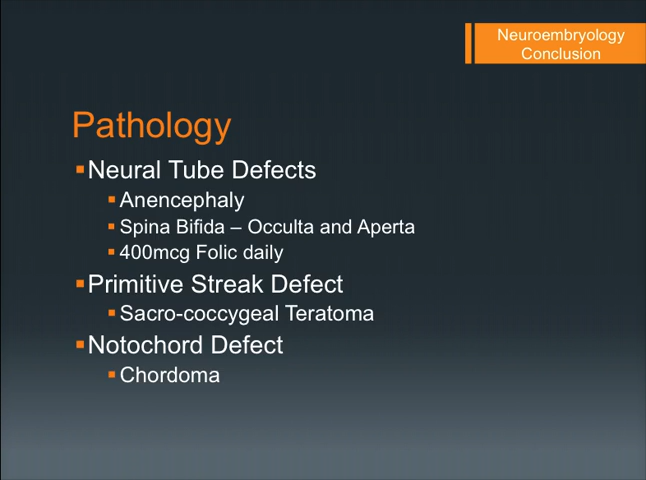 Neuroembryology
Conclusion
Pathology
Neural Tube Defects
Anencephaly
Spina Bifida – Occulta and Aperta
400mcg Folic daily
Primitive Streak Defect
Sacro-coccygeal Teratoma
Notochord Defect
Chordoma